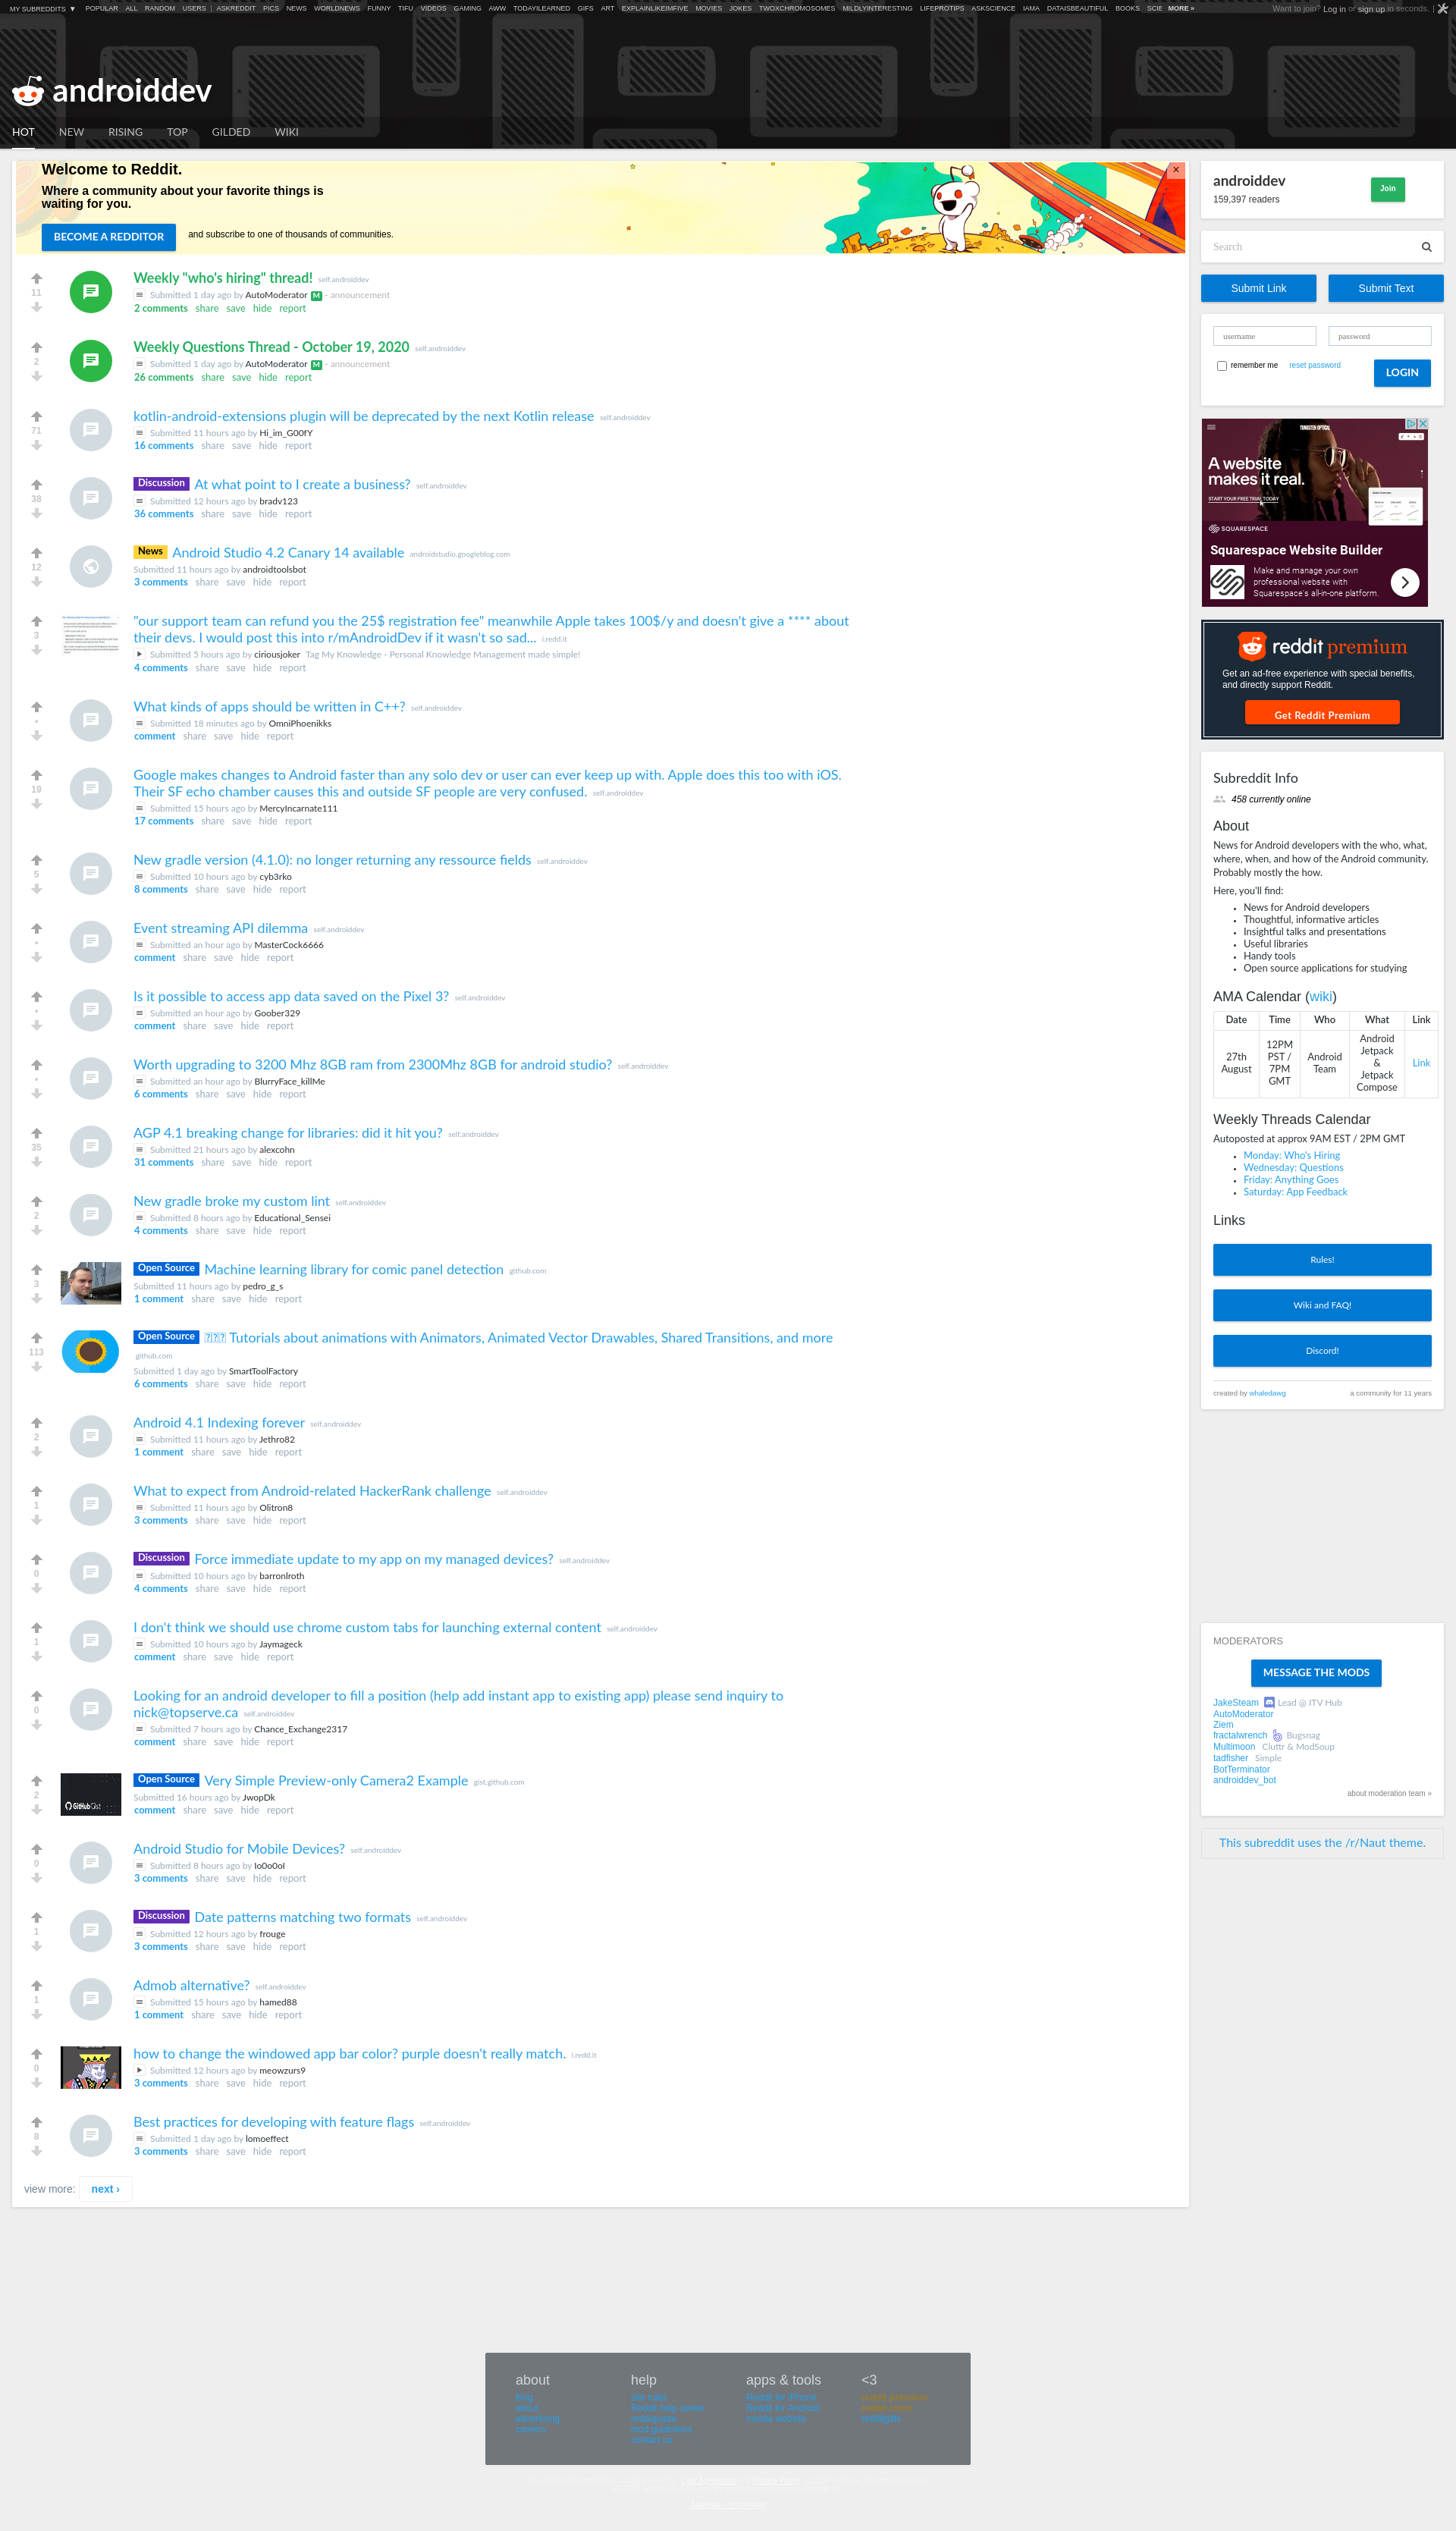 MY SUBREDDITS ▼ POPULAR ALL RANDOM USERS | ASKREDDIT PICS NEWS WORLDNEWS FUNNY TIFU VIDEOS GAMING AWW TODAYILEARNED GIFS ART EXPLAINLIKEIMFIVE MOVIES JOKES TWOXCHROMOSOMES MILDLYINTERESTING LIFEPROTIPS ASKSCIENCE IAMA DATAISBEAUTIFUL BOOKS SCIE MORE »
Want to join? Log in or sign up in seconds. |
androiddev
HOT NEW RISING TOP GILDED WIKI
Welcome to Reddit.
Where a community about your favorite things is
waiting for you.
BECOME A REDDITOR and subscribe to one of thousands of communities.
×
11
Weekly "who's hiring" thread! self.androiddev
Submitted 1 day ago by AutoModerator M - announcement
2 comments share save hide report
2
Weekly Questions Thread - October 19, 2020 self.androiddev
Submitted 1 day ago by AutoModerator M - announcement
26 comments share save hide report
71
kotlin-android-extensions plugin will be deprecated by the next Kotlin release self.androiddev
Submitted 11 hours ago by Hi_im_G00fY
16 comments share save hide report
38
Discussion At what point to I create a business? self.androiddev
Submitted 12 hours ago by bradv123
36 comments share save hide report
12
News Android Studio 4.2 Canary 14 available androidstudio.googleblog.com
Submitted 11 hours ago by androidtoolsbot
3 comments share save hide report
3
"our support team can refund you the 25$ registration fee" meanwhile Apple takes 100$/y and doesn't give a **** about
their devs. I would post this into r/mAndroidDev if it wasn't so sad... i.redd.it
Submitted 5 hours ago by ciriousjoker Tag My Knowledge - Personal Knowledge Management made simple!
4 comments share save hide report
•
What kinds of apps should be written in C++? self.androiddev
Submitted 18 minutes ago by OmniPhoenikks
comment share save hide report
19
Google makes changes to Android faster than any solo dev or user can ever keep up with. Apple does this too with iOS.
Their SF echo chamber causes this and outside SF people are very confused. self.androiddev
Submitted 15 hours ago by MercyIncarnate111
17 comments share save hide report
5
New gradle version (4.1.0): no longer returning any ressource fields self.androiddev
Submitted 10 hours ago by cyb3rko
8 comments share save hide report
•
Event streaming API dilemma self.androiddev
Submitted an hour ago by MasterCock6666
comment share save hide report
•
Is it possible to access app data saved on the Pixel 3? self.androiddev
Submitted an hour ago by Goober329
comment share save hide report
•
Worth upgrading to 3200 Mhz 8GB ram from 2300Mhz 8GB for android studio? self.androiddev
Submitted an hour ago by BlurryFace_killMe
6 comments share save hide report
35
AGP 4.1 breaking change for libraries: did it hit you? self.androiddev
Submitted 21 hours ago by alexcohn
31 comments share save hide report
2
New gradle broke my custom lint self.androiddev
Submitted 8 hours ago by Educational_Sensei
4 comments share save hide report
3
Open Source Machine learning library for comic panel detection github.com
Submitted 11 hours ago by pedro_g_s
1 comment share save hide report
113
Open Source Tutorials about animations with Animators, Animated Vector Drawables, Shared Transitions, and more
github.com
Submitted 1 day ago by SmartToolFactory
6 comments share save hide report
2
Android 4.1 Indexing forever self.androiddev
Submitted 11 hours ago by Jethro82
1 comment share save hide report
1
What to expect from Android-related HackerRank challenge self.androiddev
Submitted 11 hours ago by Olitron8
3 comments share save hide report
0
Discussion Force immediate update to my app on my managed devices? self.androiddev
Submitted 10 hours ago by barronlroth
4 comments share save hide report
1
I don't think we should use chrome custom tabs for launching external content self.androiddev
Submitted 10 hours ago by Jaymageck
comment share save hide report
0
Looking for an android developer to fill a position (help add instant app to existing app) please send inquiry to
nick@topserve.ca self.androiddev
Submitted 7 hours ago by Chance_Exchange2317
comment share save hide report
2
GitHub
Open Source Very Simple Preview-only Camera2 Example gist.github.com
Submitted 16 hours ago by JwopDk
comment share save hide report
0
Android Studio for Mobile Devices? self.androiddev
Submitted 8 hours ago by Io0o0oI
3 comments share save hide report
1
Discussion Date patterns matching two formats self.androiddev
Submitted 12 hours ago by frouge
3 comments share save hide report
1
Admob alternative? self.androiddev
Submitted 15 hours ago by hamed88
1 comment share save hide report
0
how to change the windowed app bar color? purple doesn't really match. i.redd.it
Submitted 12 hours ago by meowzurs9
3 comments share save hide report
8
Best practices for developing with feature flags self.androiddev
Submitted 1 day ago by lomoeffect
3 comments share save hide report
view more: next ›
androiddev
159,397 readers
Join
Search
Submit Link Submit Text
username password
remember me reset password LOGIN
TONGSTER OPTICAL
A website
makes it real.
START YOUR FREE TRIAL TODAY
SQUARESPACE
Squarespace Website Builder
Make and manage your own
professional website with
Squarespace's all-in-one platform.
reddit premium
Get an ad-free experience with special benefits,
and directly support Reddit.
Get Reddit Premium
Subreddit Info
458 currently online
About
News for Android developers with the who, what,
where, when, and how of the Android community.
Probably mostly the how.
Here, you'll find:
• News for Android developers
• Thoughtful, informative articles
• Insightful talks and presentations
• Useful libraries
• Handy tools
• Open source applications for studying
AMA Calendar (wiki)
Date Time Who What Link
27th August 12PM PST / 7PM GMT Android Team Android Jetpack & Jetpack Compose Link
Weekly Threads Calendar
Autoposted at approx 9AM EST / 2PM GMT
• Monday: Who's Hiring
• Wednesday: Questions
• Friday: Anything Goes
• Saturday: App Feedback
Links
Rules!
Wiki and FAQ!
Discord!
created by whaledawg a community for 11 years
MODERATORS
MESSAGE THE MODS
JakeSteam Lead @ ITV Hub
AutoModerator
Ziem
fractalwrench Bugsnag
Multimoon Cluttr & ModSoup
tadfisher Simple
BotTerminator
androiddev_bot
about moderation team »
This subreddit uses the /r/Naut theme.
about help apps & tools <3
blog
about
advertising
careers
site rules
Reddit help center
reddiquette
mod guidelines
contact us
Reddit for iPhone
Reddit for Android
mobile website
reddit premium
reddit coins
redditgifts